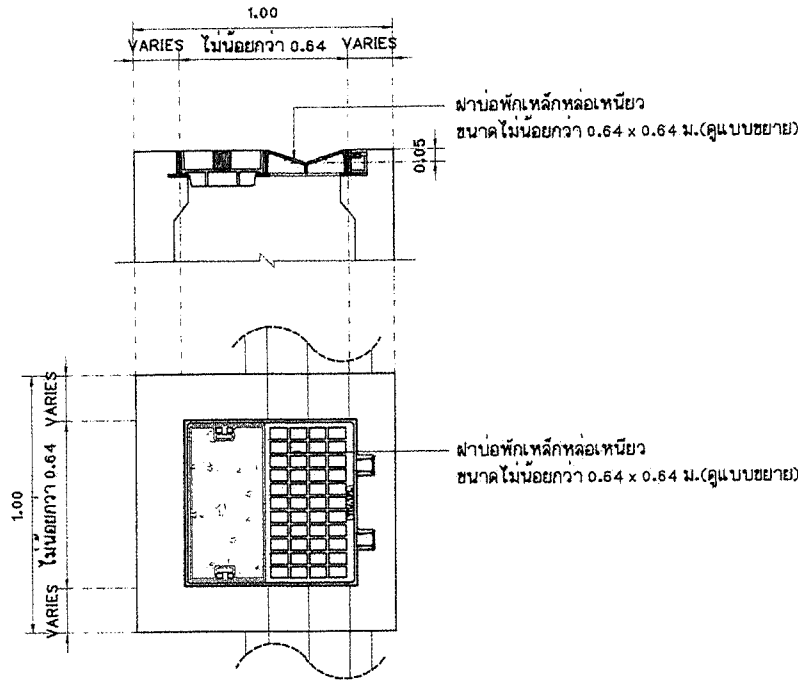 1.00
VARIES ไม่น้อยกว่า 0.64 VARIES
ฝาบ่อพักเหล็กหล่อเหนียว
ขนาดไม่น้อยกว่า 0.64 x 0.64 ม.(ดูแบบขยาย)
0.05
1.00
VARIES ไม่น้อยกว่า 0.64 VARIES
ฝาบ่อพักเหล็กหล่อเหนียว
ขนาดไม่น้อยกว่า 0.64 x 0.64 ม.(ดูแบบขยาย)